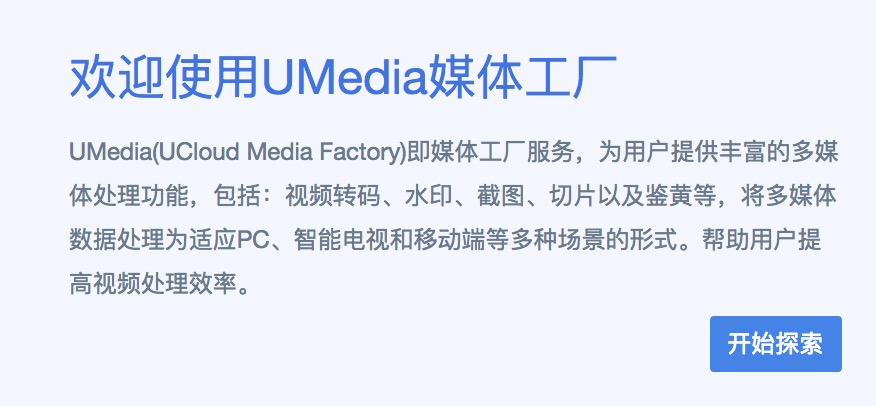 欢迎使用UMedia媒体工厂
UMedia(UCloud Media Factory)即媒体工厂服务，为用户提供丰富的多媒
体处理功能，包括：视频转码、水印、截图、切片以及鉴黄等，将多媒体
数据处理为适应PC、智能电视和移动端等多种场景的形式。帮助用户提
高视频处理效率。
开始探索